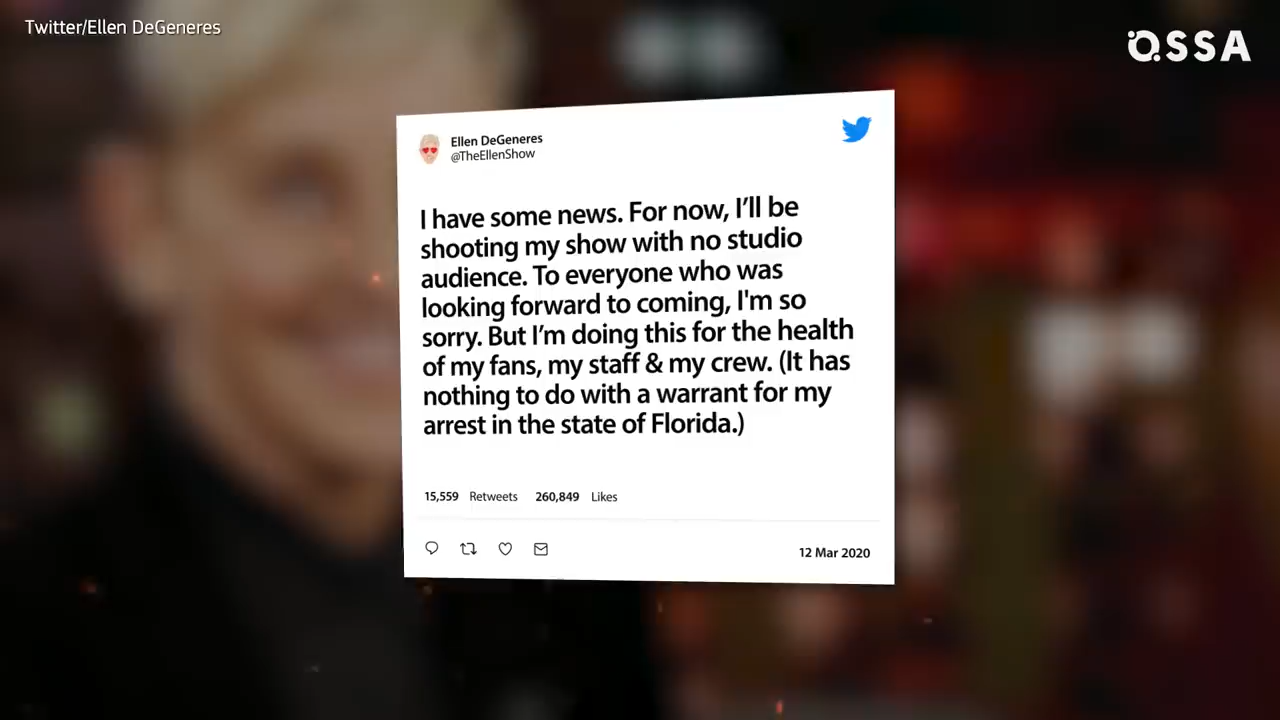 Twitter/Ellen DeGeneres
OSSA
Ellen DeGeneres
@TheEllenShow
I have some news. For now, I’ll be
shooting my show with no studio
audience. To everyone who was
looking forward to coming, I'm so
sorry. But I’m doing this for the health
of my fans, my staff & my crew. (It has
nothing to do with a warrant for my
arrest in the state of Florida.)
15,559 Retweets 260,849 Likes
12 Mar 2020